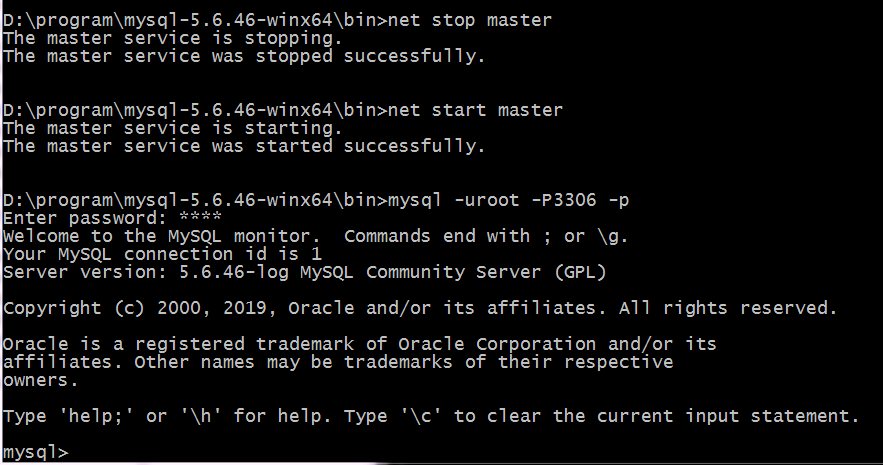 D:\program\mysql-5.6.46-winx64\bin>net stop master
The master service is stopping.
The master service was stopped successfully.
D:\program\mysql-5.6.46-winx64\bin>net start master
The master service is starting.
The master service was started successfully.
D:\program\mysql-5.6.46-winx64\bin>mysql -uroot -P3306 -p
Enter password: ****
Welcome to the MySQL monitor.  Commands end with ; or \g.
Your MySQL connection id is 1
Server version: 5.6.46-log MySQL Community Server (GPL)
Copyright (c) 2000, 2019, Oracle and/or its affiliates. All rights reserved.
Oracle is a registered trademark of Oracle Corporation and/or its
affiliates. Other names may be trademarks of their respective
owners.
Type 'help;' or '\h' for help. Type '\c' to clear the current input statement.
mysql>